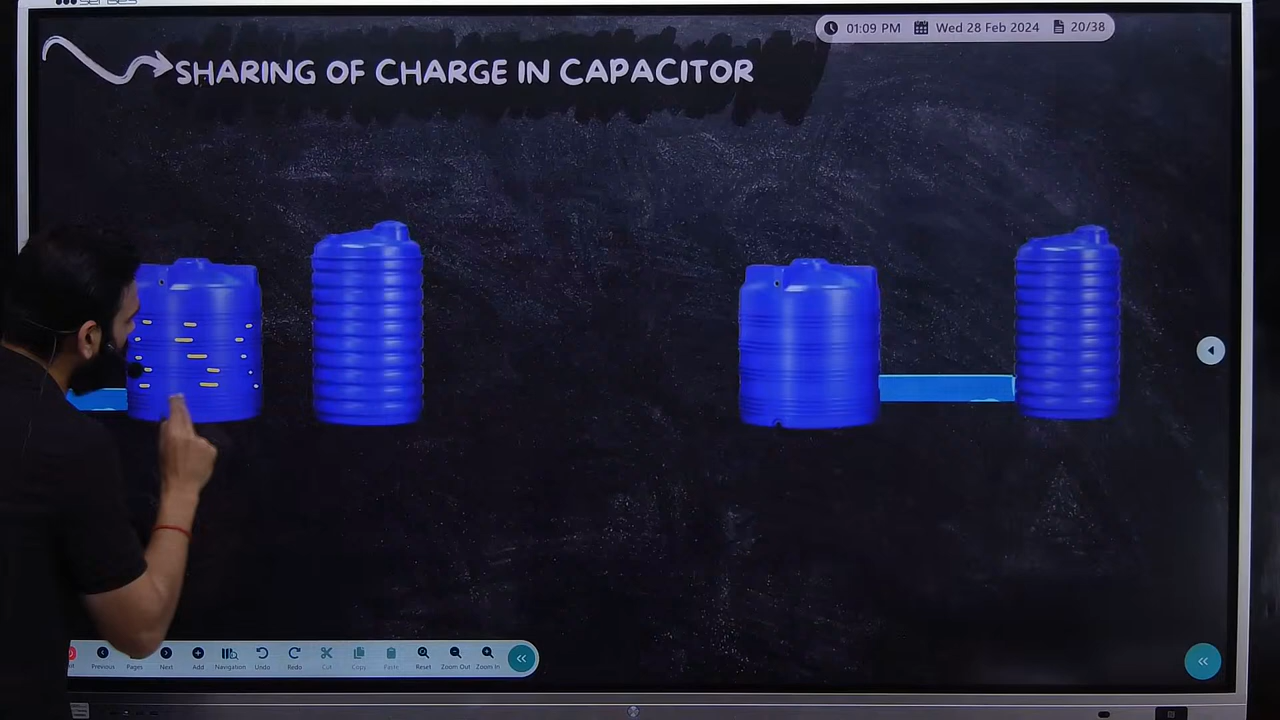 01:09 PM Wed 28 Feb 2024 20/38
SHARING OF CHARGE IN CAPACITOR
Previous Pages Next Add Navigation Undo Redo Cut Copy Paste Reset Zoom Out Zoom In